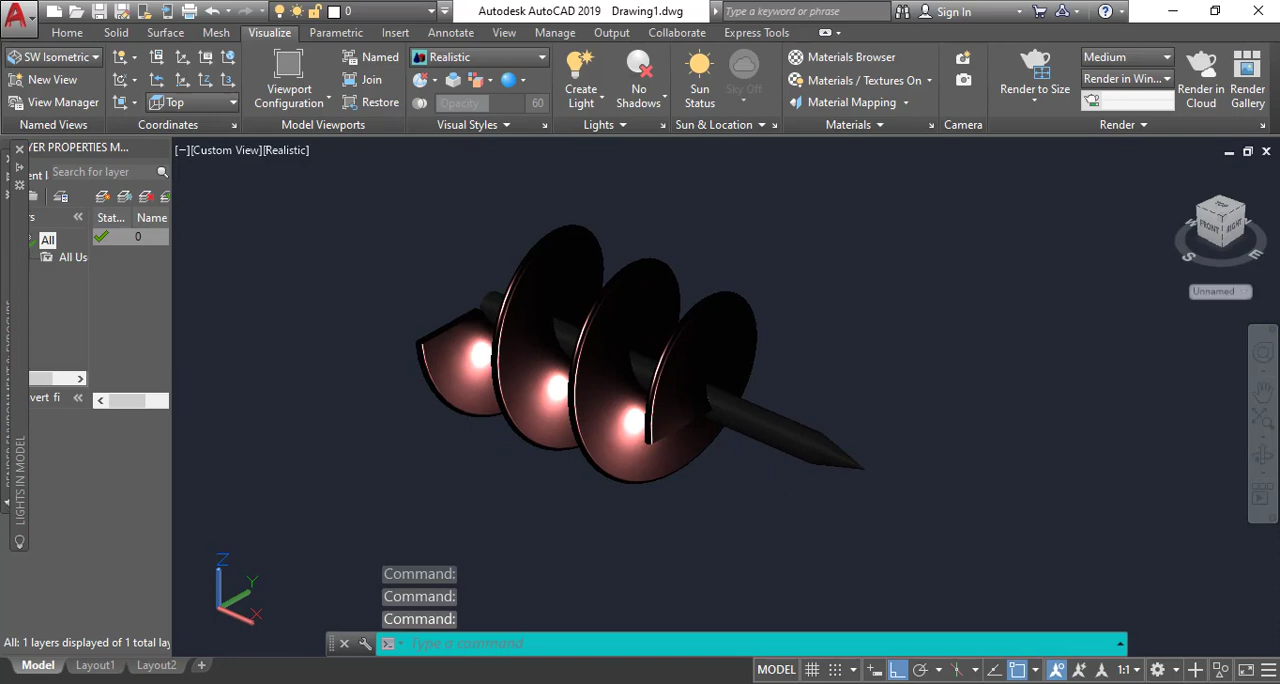 Autodesk AutoCAD 2019 Drawing1.dwg
Type a keyword or phrase
Sign In
0
Home Solid Surface Mesh Visualize Parametric Insert Annotate View Manage Output Collaborate Express Tools
SW Isometric
New View
View Manager
Named Views
Top
Coordinates
Viewport
Configuration
Named
Join
Restore
Model Viewports
Realistic
Opacity 60
Visual Styles
Create
Light
No
Shadows
Lights
Sun
Status
Sky Off
Sun & Location
Materials Browser
Materials / Textures On
Material Mapping
Materials
Camera
Render to Size
Medium
Render in Win...
Render in
Cloud
Render
Gallery
Render
YER PROPERTIES M...
ent l
Search for layer
rs
Stat... Name
All
0
All Us
vert fi
LIGHTS IN MODEL
All: 1 layers displayed of 1 total lay
[−][Custom View][Realistic]
TOP
FRONT
RIGHT
S
E
Unnamed
Z
Y
X
Command:
Command:
Command:
Type a command
Model Layout1 Layout2
MODEL
1:1